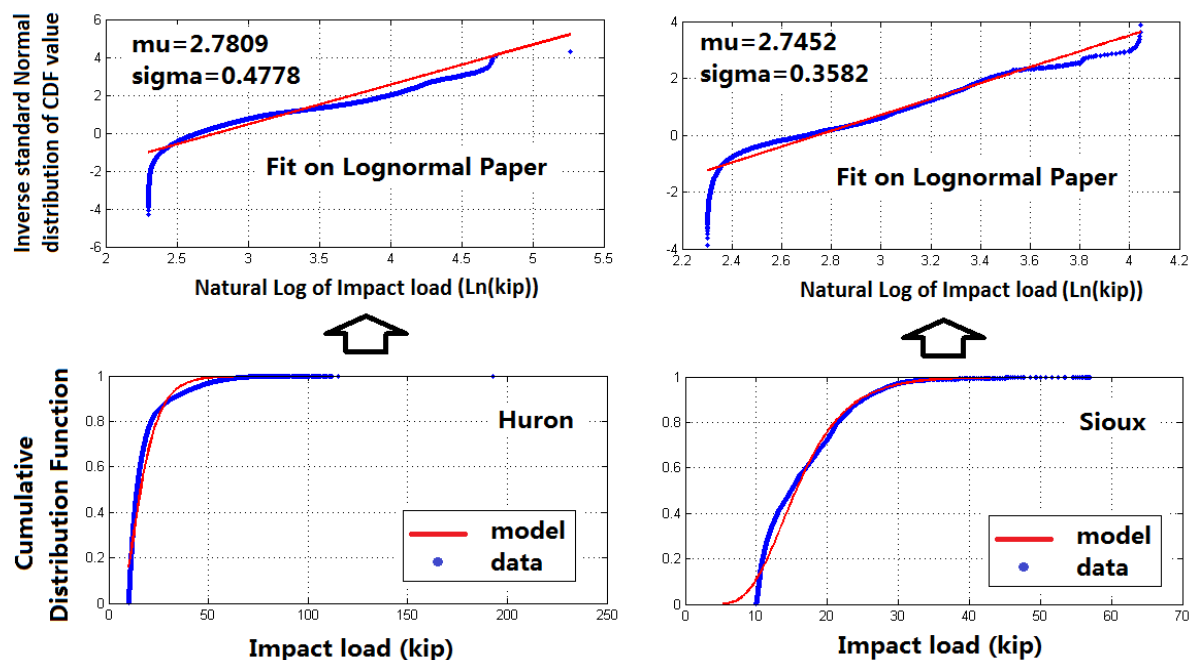 Inverse standard Normal
distribution of CDF value
6
4
2
0
-2
-4
-6
mu=2.7809
sigma=0.4778
Fit on Lognormal Paper
2
2.5
3
3.5
4
4.5
5
5.5
Natural Log of Impact load (Ln(kip))
4
2
0
-2
-4
mu=2.7452
sigma=0.3582
Fit on Lognormal Paper
2.2
2.4
2.6
2.8
3
3.2
3.4
3.6
3.8
4
4.2
Natural Log of Impact load (Ln(kip))
Cumulative
Distribution Function
1
0.8
0.6
0.4
0.2
0
Huron
model
data
0
50
100
150
200
250
Impact load (kip)
1
0.8
0.6
0.4
0.2
0
Sioux
model
data
0
10
20
30
40
50
60
70
Impact load (kip)